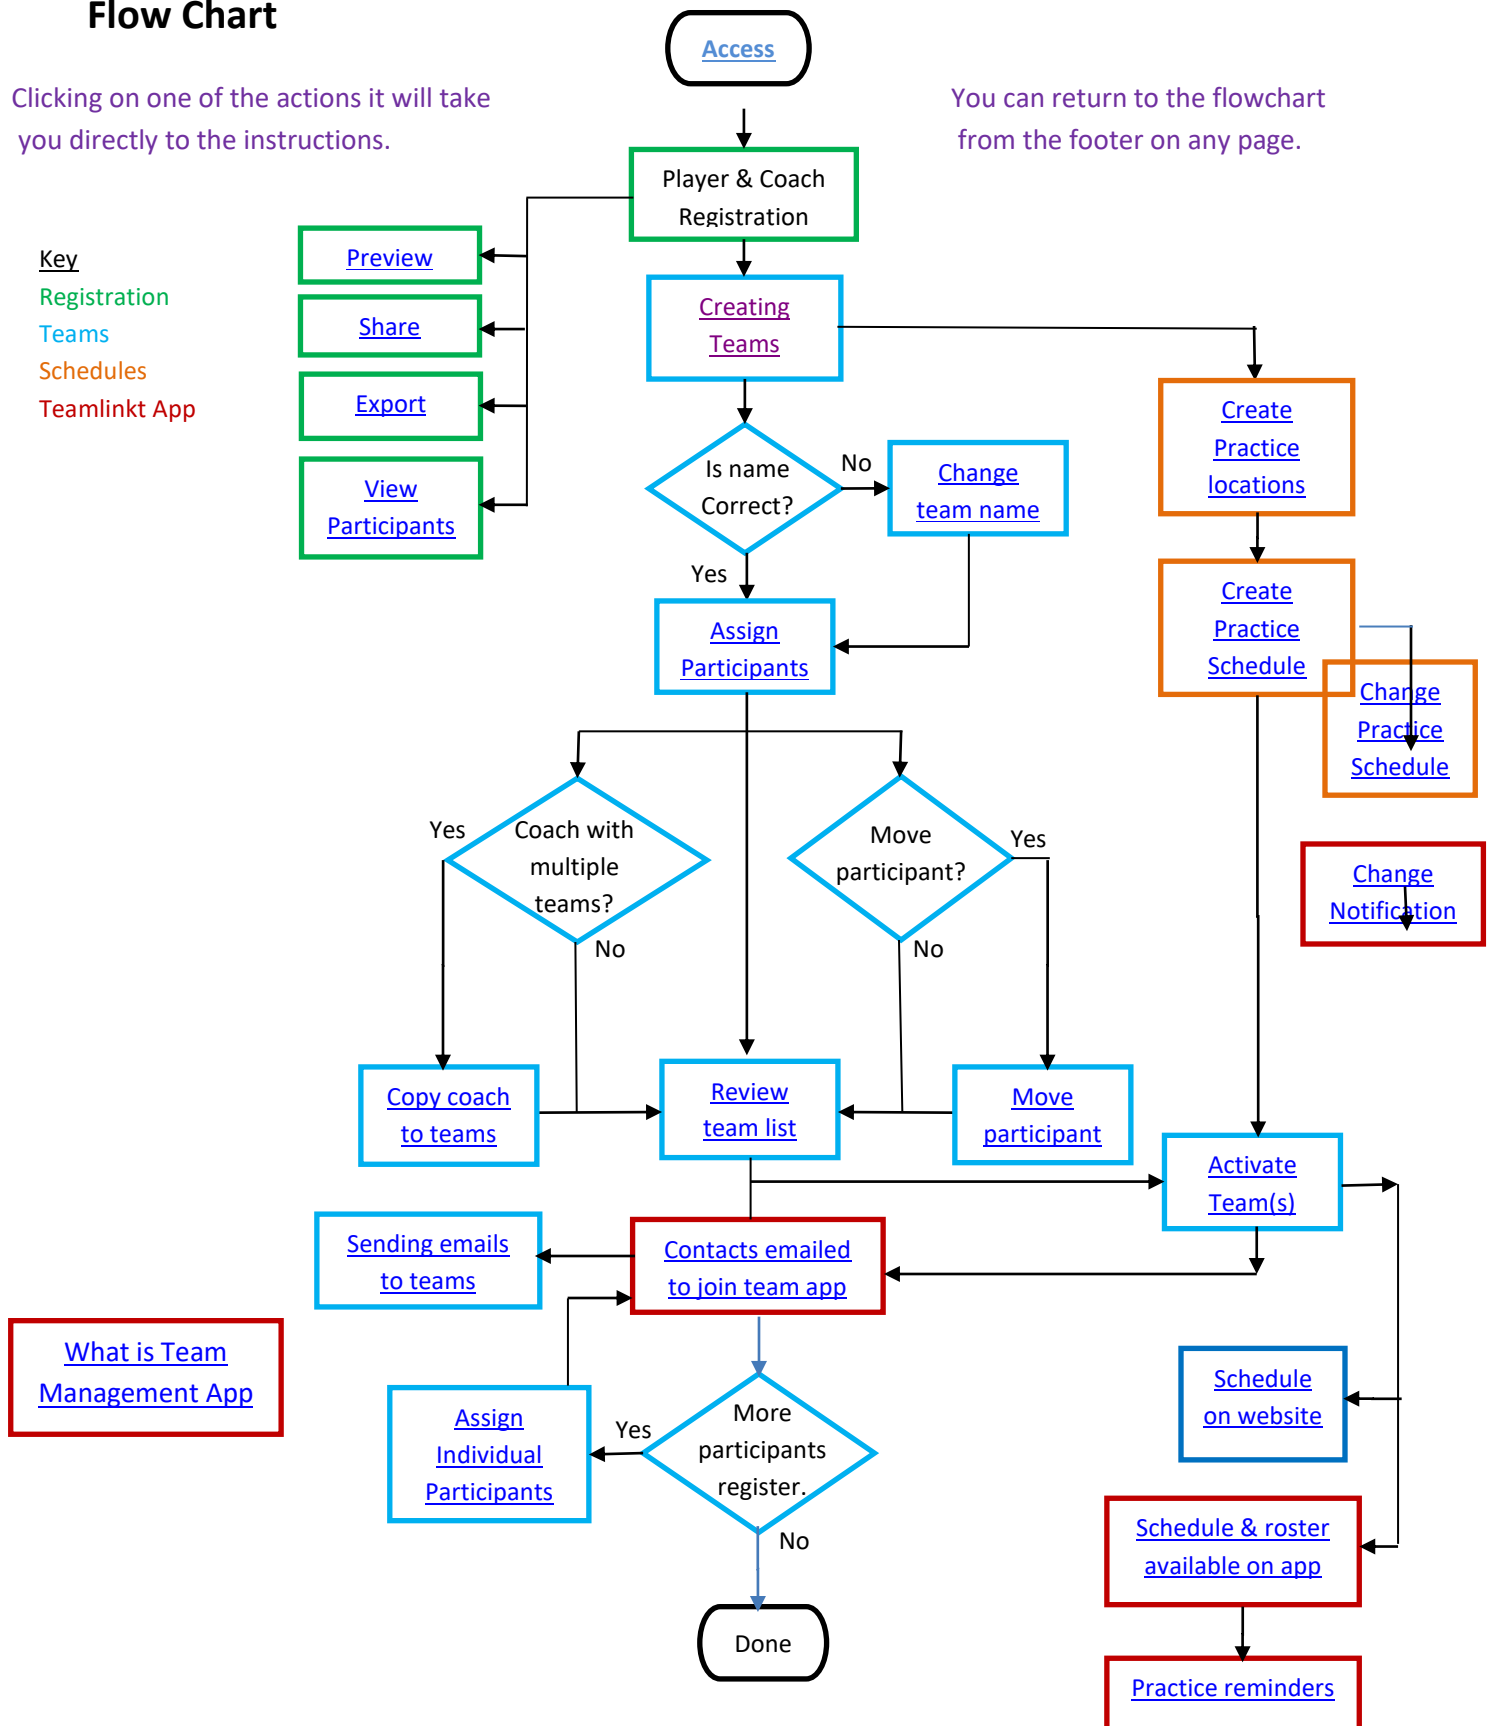 Flow Chart
Access
Clicking on one of the actions it will take
you directly to the instructions.
You can return to the flowchart
from the footer on any page.
Player & Coach
Registration
Key
Registration
Teams
Schedules
Teamlinkt App
Preview
Share
Export
View
Participants
Creating
Teams
Is name
Correct?
No
Change
team name
Yes
Assign
Participants
Create
Practice
locations
Create
Practice
Schedule
Change
Practice
Schedule
Change
Notification
Yes
Coach with
multiple
teams?
No
Move
participant?
Yes
No
Copy coach
to teams
Review
team list
Move
participant
Activate
Team(s)
Sending emails
to teams
Contacts emailed
to join team app
What is Team
Management App
Assign
Individual
Participants
Yes
More
participants
register.
No
Done
Schedule
on website
Schedule & roster
available on app
Practice reminders